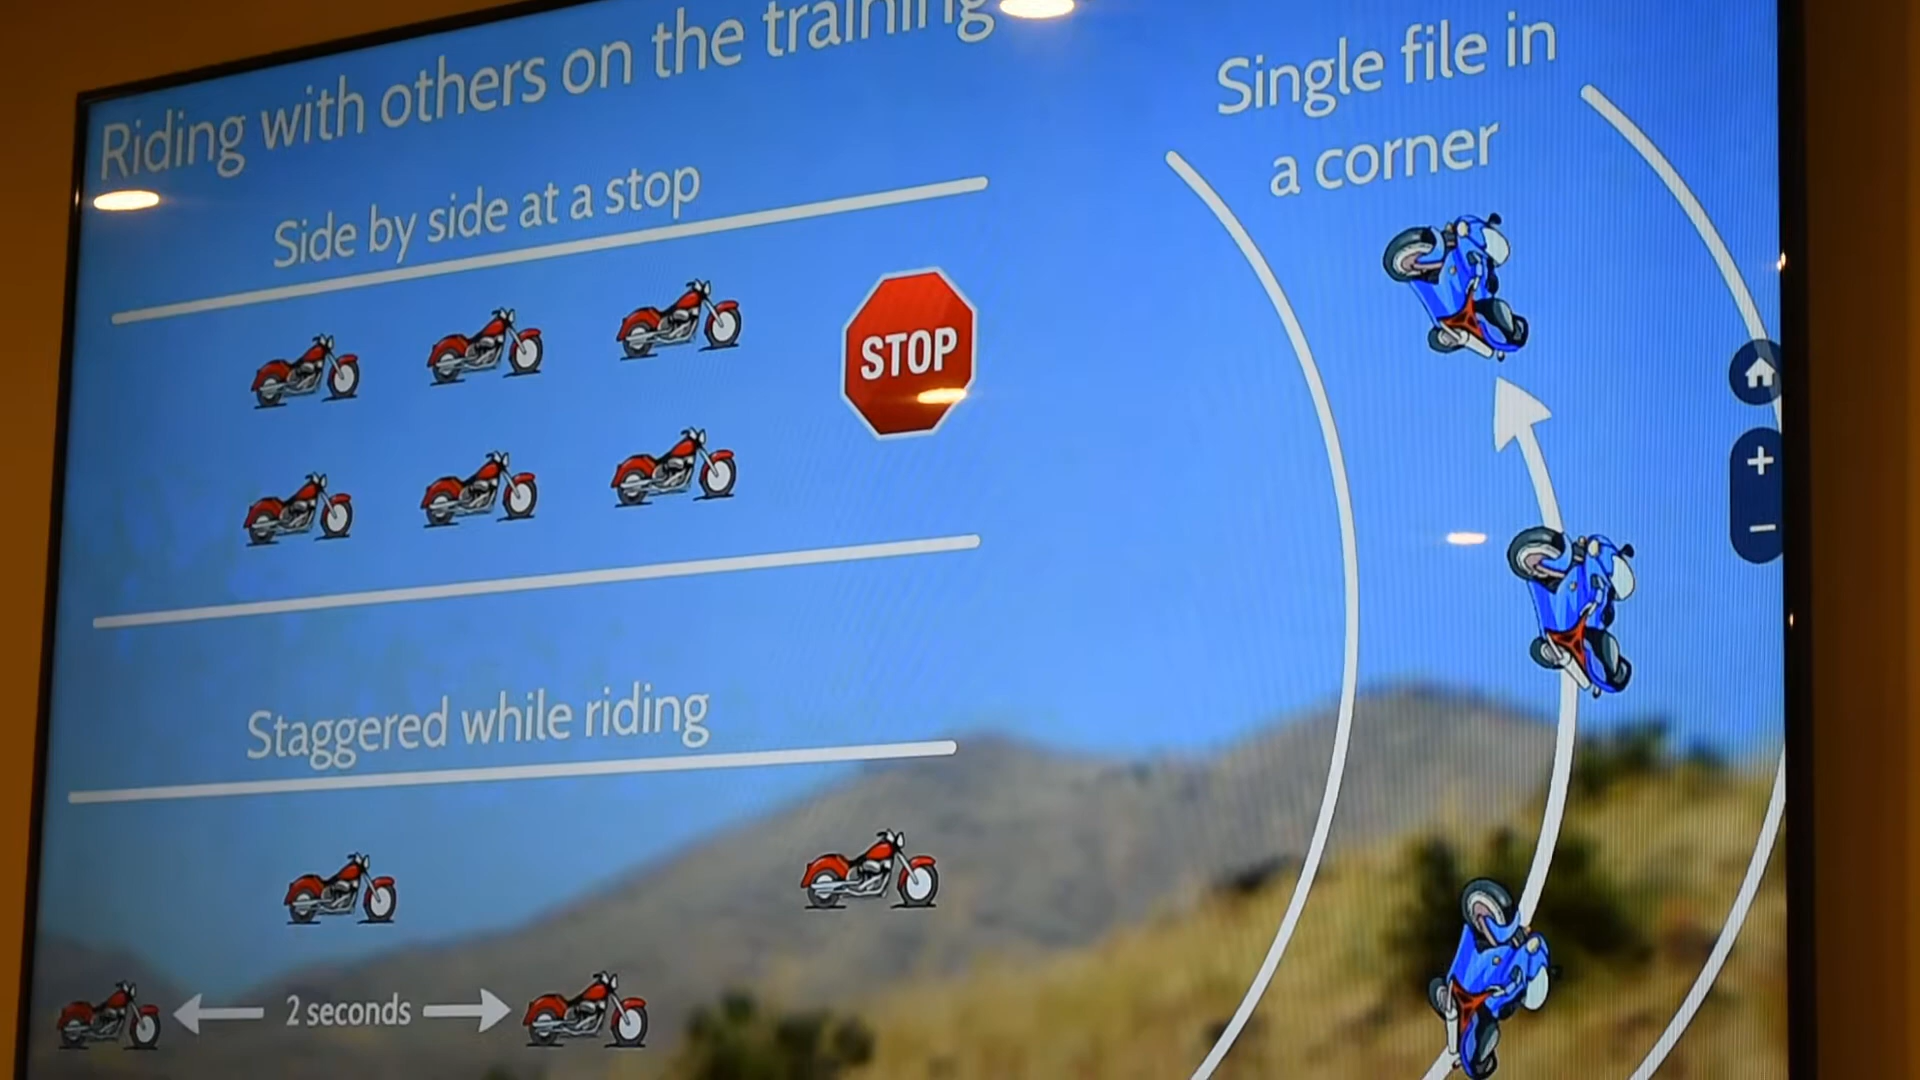 Riding with others on the training
Side by side at a stop
STOP
Staggered while riding
2 seconds
Single file in
a corner
+
−